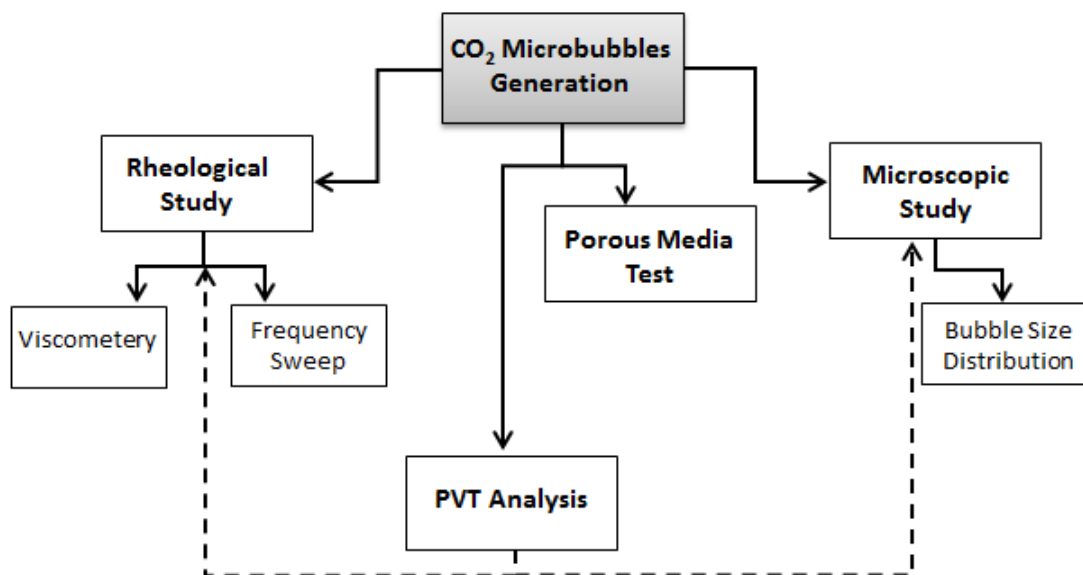 CO₂ Microbubbles
Generation
Rheological
Study
Microscopic
Study
Porous Media
Test
Viscometery
Frequency
Sweep
Bubble Size
Distribution
PVT Analysis